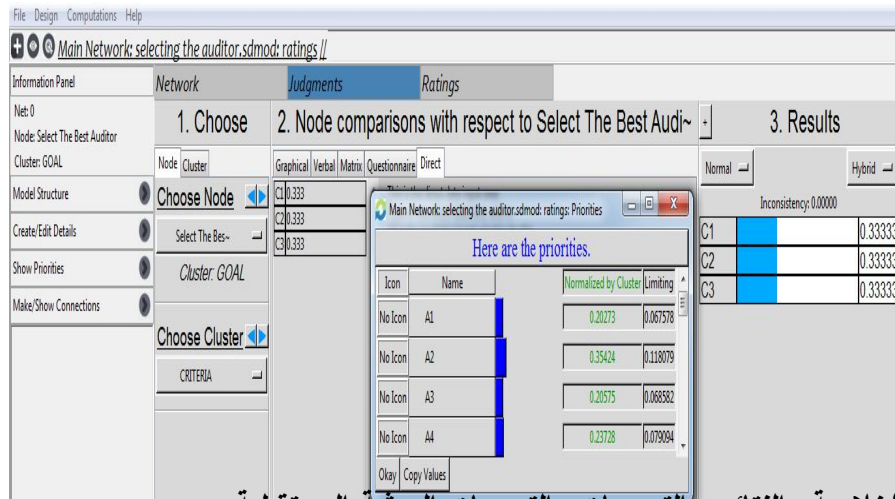 File Design Computations Help
Main Network: selecting the auditor.sdmod: ratings //
Information Panel
Net: 0
Node: Select The Best Auditor
Cluster: GOAL
Model Structure
Create/Edit Details
Show Priorities
Make/Show Connections
Network Judgments Ratings
1. Choose
Node Cluster
Choose Node
Select The Bes~
Cluster: GOAL
Choose Cluster
CRITERIA
2. Node comparisons with respect to Select The Best Audi~
Graphical Verbal Matrix Questionnaire Direct
C1 0.333
C2 0.333
C3 0.333
Main Network: selecting the auditor.sdmod: ratings: Priorities
Here are the priorities.
Icon Name Normalized by Cluster Limiting
No Icon A1 0.20273 0.067578
No Icon A2 0.35424 0.118079
No Icon A3 0.20575 0.068582
No Icon A4 0.23728 0.079094
Okay Copy Values
+ 3. Results
Normal Hybrid
Inconsistency: 0.00000
C1 0.33333
C2 0.33333
C3 0.33333